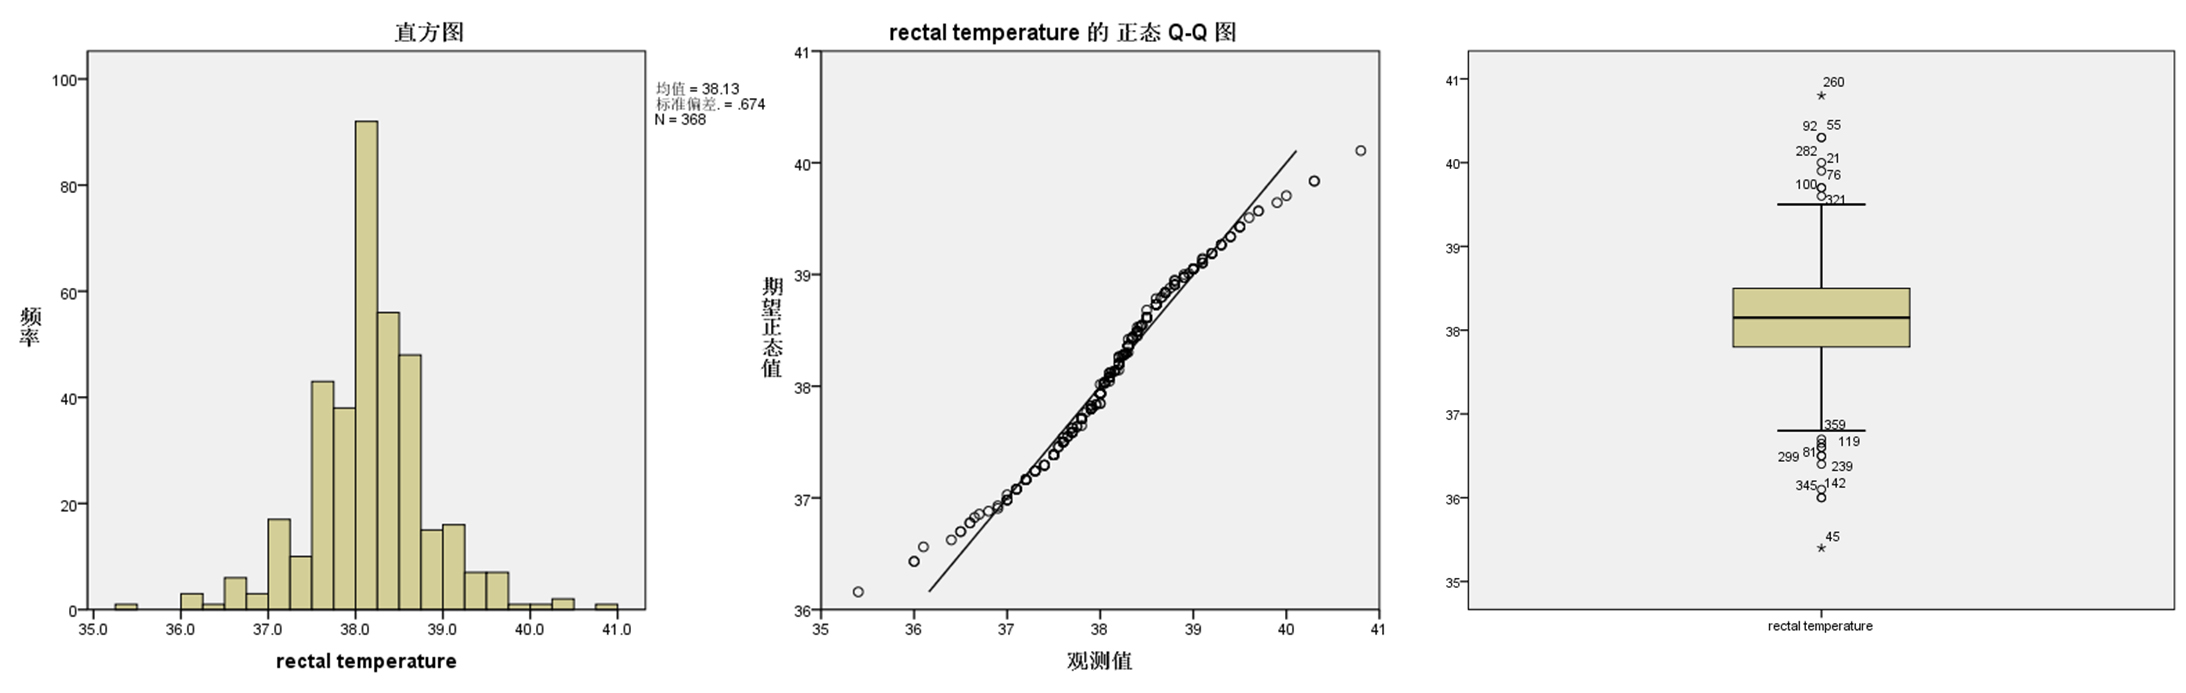 直方图
100
80
60
40
20
0
频率
35.0 36.0 37.0 38.0 39.0 40.0 41.0
rectal temperature
均值 = 38.13
标准偏差. = .674
N = 368
rectal temperature 的 正态 Q-Q 图
41
40
39
38
37
36
期望正态值
35 36 37 38 39 40 41
观测值
41
40
39
38
37
36
35
260
*
92 55
282 21
76
100
321
359
119
81
299 239
345 142
45
*
rectal temperature